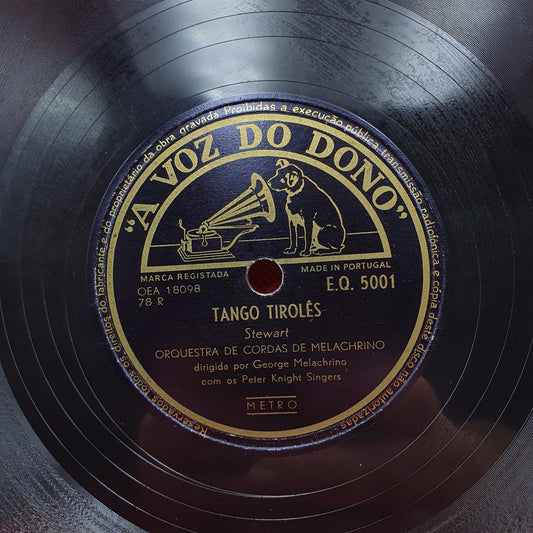 Reservados todos os direitos do fabricante e do proprietário da obra gravada Proibidas a execução pública, transmissão radiofónica e cópia deste disco não autorizadas
"A VOZ DO DONO"
MARCA REGISTADA
MADE IN PORTUGAL
OEA 18098
E.Q. 5001
78 R
TANGO TIROLÊS
Stewart
ORQUESTRA DE CORDAS DE MELACHRINO
dirigida por George Melachrino
com os Peter Knight Singers
METRO